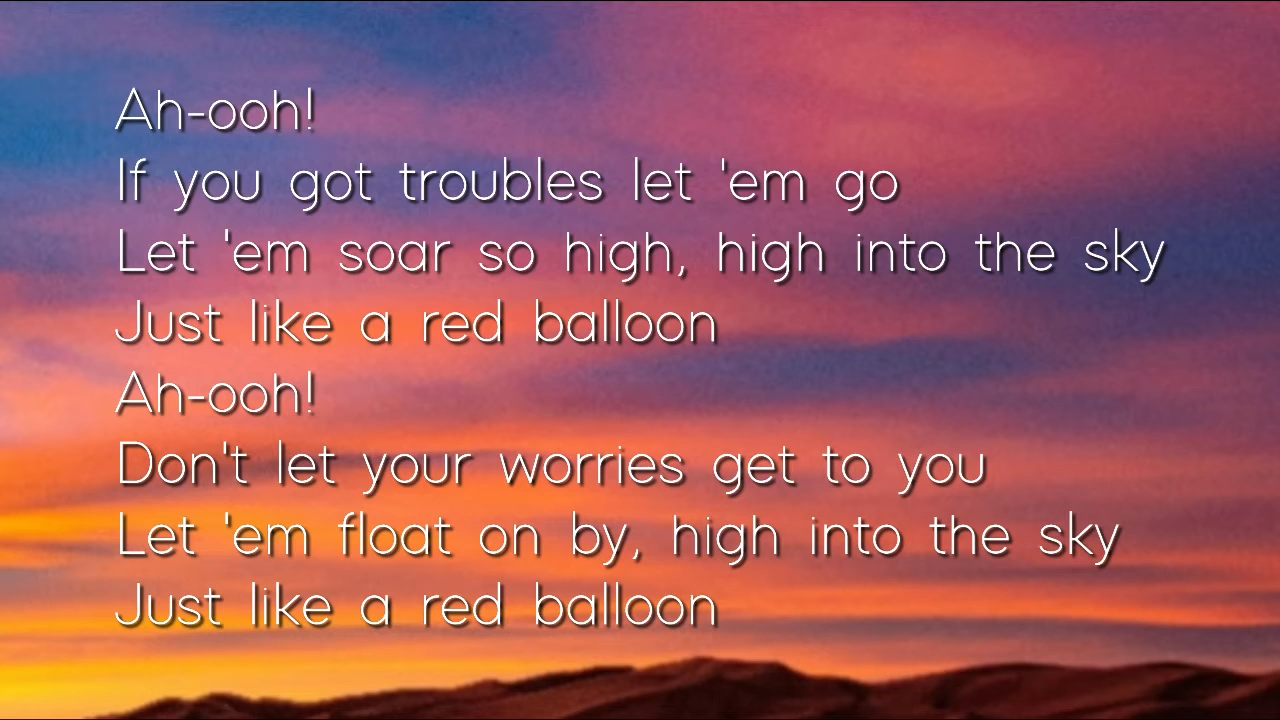 Ah-ooh!
If you got troubles let 'em go
Let 'em soar so high, high into the sky
Just like a red balloon
Ah-ooh!
Don't let your worries get to you
Let 'em float on by, high into the sky
Just like a red balloon